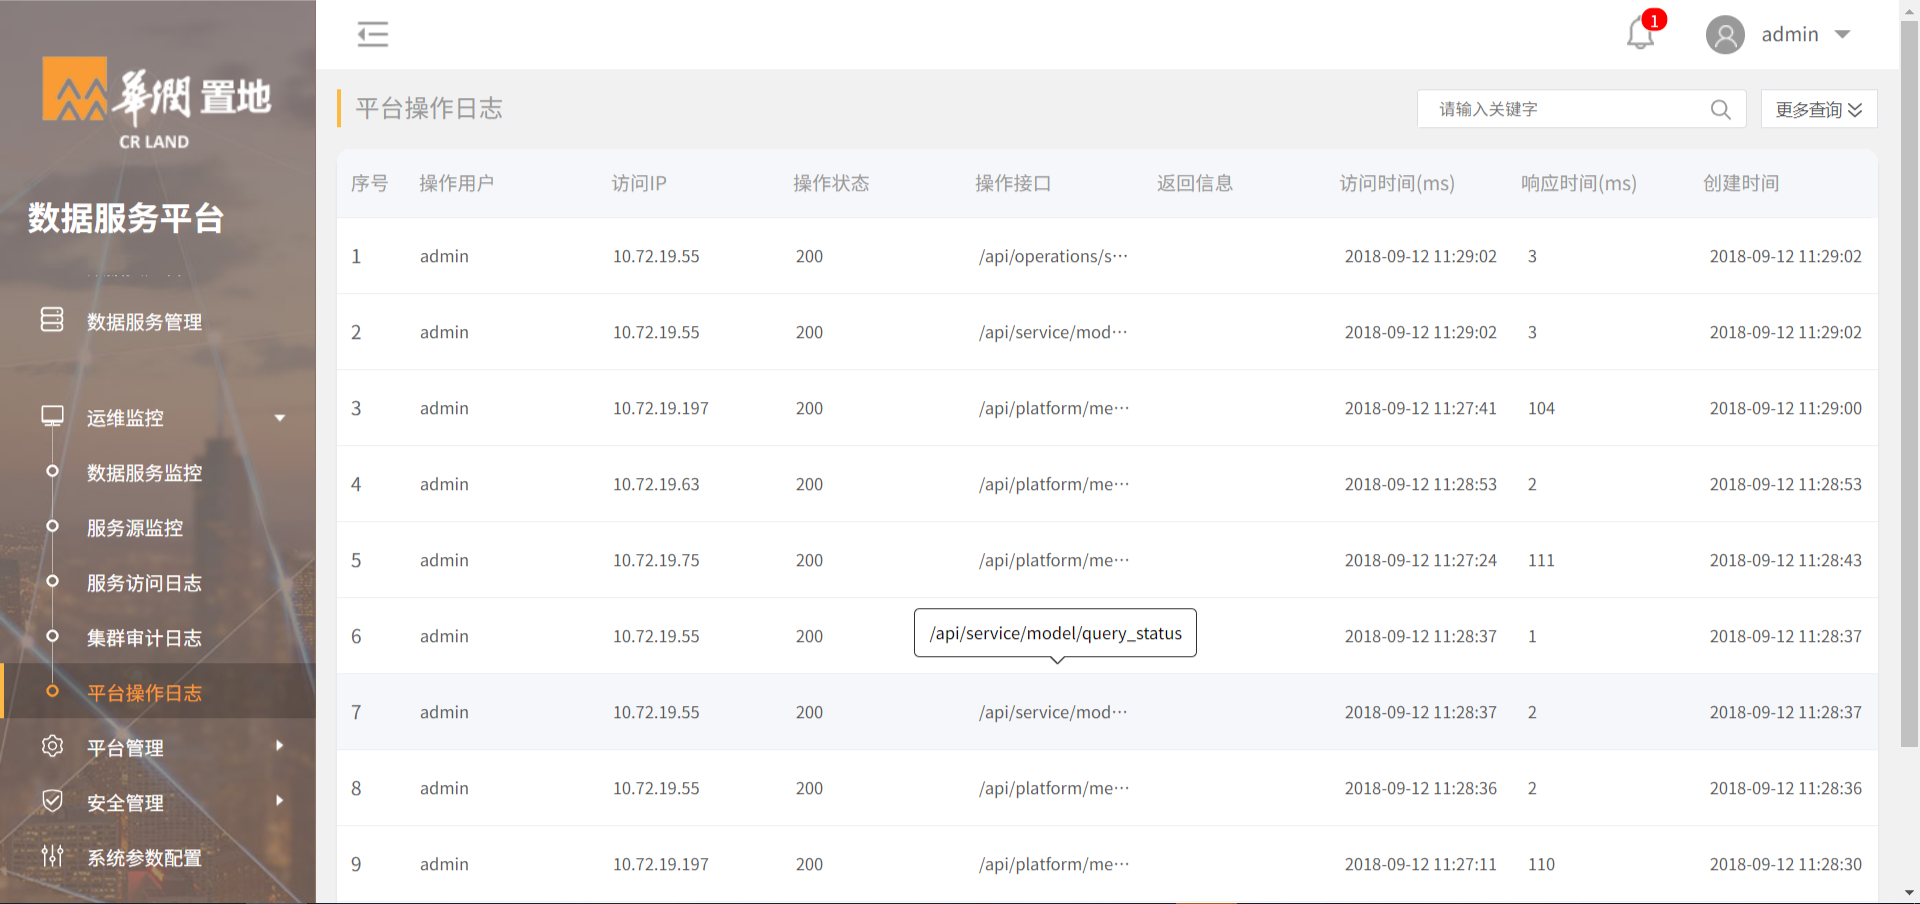 華潤 置地
CR LAND
数据服务平台
数据服务管理
运维监控
数据服务监控
服务源监控
服务访问日志
集群审计日志
平台操作日志
平台管理
安全管理
系统参数配置
1
admin
平台操作日志
请输入关键字
更多查询
序号 操作用户 访问IP 操作状态 操作接口 返回信息 访问时间(ms) 响应时间(ms) 创建时间
1 admin 10.72.19.55 200 /api/operations/s··· 2018-09-12 11:29:02 3 2018-09-12 11:29:02
2 admin 10.72.19.55 200 /api/service/mod··· 2018-09-12 11:29:02 3 2018-09-12 11:29:02
3 admin 10.72.19.197 200 /api/platform/me··· 2018-09-12 11:27:41 104 2018-09-12 11:29:00
4 admin 10.72.19.63 200 /api/platform/me··· 2018-09-12 11:28:53 2 2018-09-12 11:28:53
5 admin 10.72.19.75 200 /api/platform/me··· 2018-09-12 11:27:24 111 2018-09-12 11:28:43
6 admin 10.72.19.55 200 2018-09-12 11:28:37 1 2018-09-12 11:28:37
/api/service/model/query_status
7 admin 10.72.19.55 200 /api/service/mod··· 2018-09-12 11:28:37 2 2018-09-12 11:28:37
8 admin 10.72.19.55 200 /api/platform/me··· 2018-09-12 11:28:36 2 2018-09-12 11:28:36
9 admin 10.72.19.197 200 /api/platform/me··· 2018-09-12 11:27:11 110 2018-09-12 11:28:30